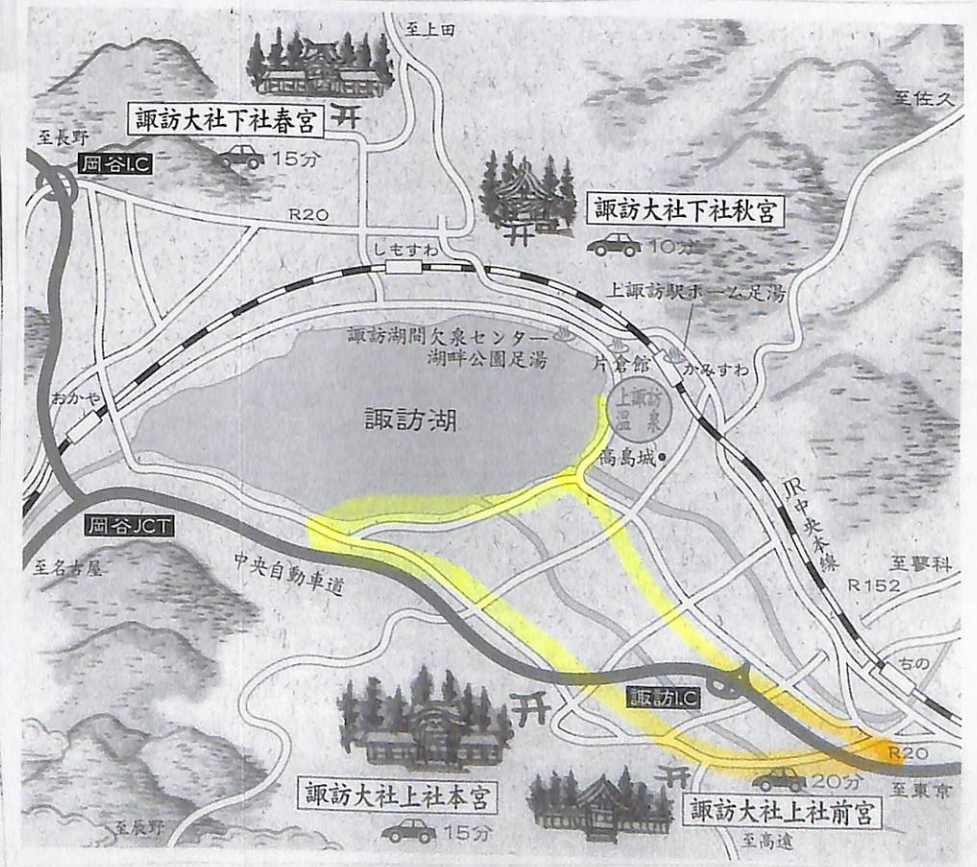 至上田
至佐久
諏訪大社下社春宮
至長野
岡谷I.C
15分
R20
諏訪大社下社秋宮
10分
しもすわ
上諏訪駅ホーム足湯
諏訪湖間欠泉センター
湖畔公園足湯
片倉館
かみすわ
おかや
諏訪湖
上諏訪
温泉
高島城
JR中央本線
岡谷JCT
至名古屋
中央自動車道
至蓼科
R152
ちの
諏訪I.C
R20
至東京
20分
諏訪大社上社本宮
15分
諏訪大社上社前宮
至辰野
至高遠